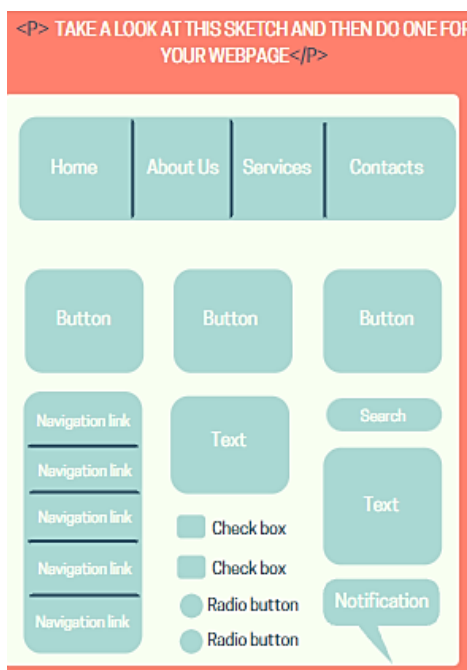 <P> TAKE A LOOK AT THIS SKETCH AND THEN DO ONE FOR
YOUR WEBPAGE</P>
Home About Us Services Contacts
Button Button Button
Navigation link
Navigation link
Navigation link
Navigation link
Navigation link
Text
Check box
Check box
Radio button
Radio button
Search
Text
Notification